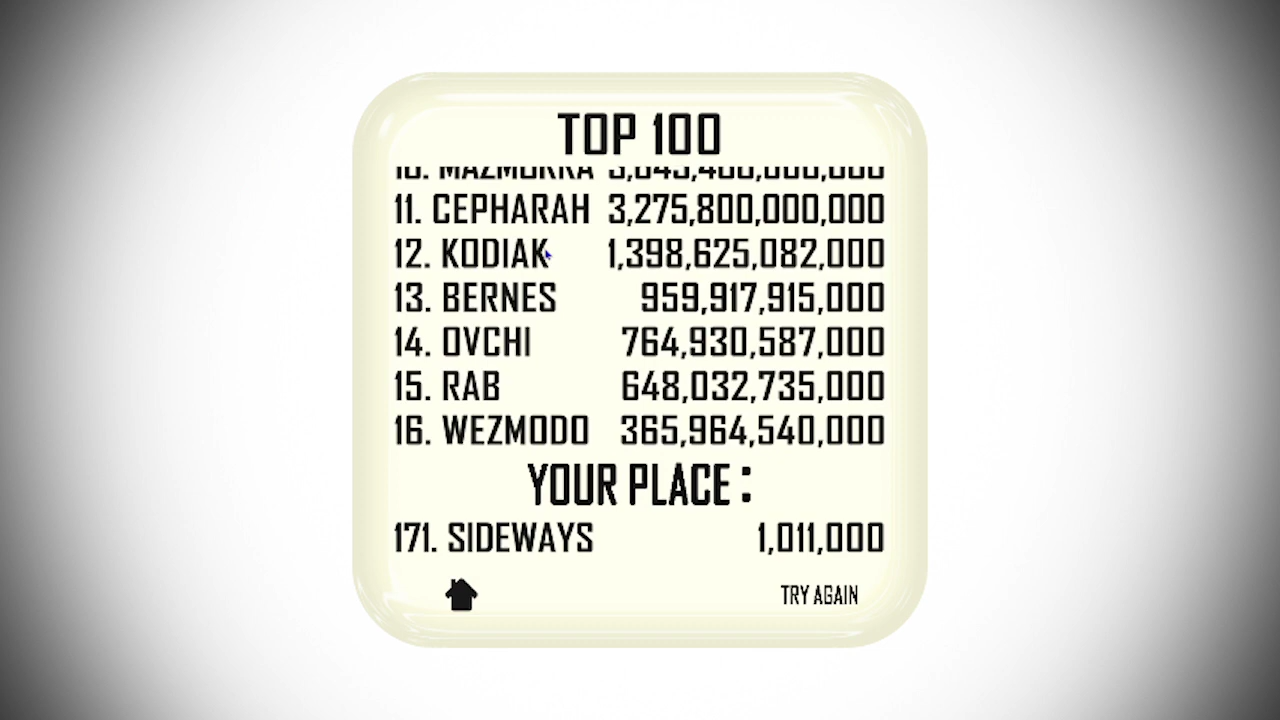 TOP 100
11. CEPHARAH 3,275,800,000,000
12. KODIAK 1,398,625,082,000
13. BERNES 959,917,915,000
14. OVCHI 764,930,587,000
15. RAB 648,032,735,000
16. WEZMODO 365,964,540,000
YOUR PLACE :
171. SIDEWAYS 1,011,000
TRY AGAIN